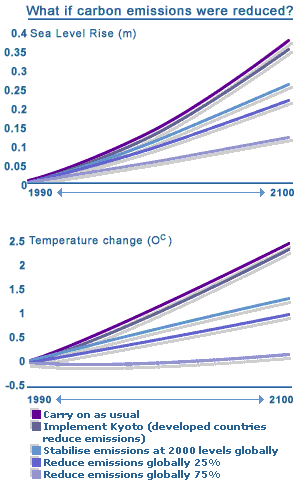 What if carbon emissions were reduced?
0.4
Sea Level Rise (m)
0.35
0.3
0.25
0.2
0.15
0.1
0.05
0
1990
2100
2.5
Temperature change (OC)
2
1.5
1
0.5
0
-0.5
1990
2100
Carry on as usual
Implement Kyoto (developed countries
reduce emissions)
Stabilise emissions at 2000 levels globally
Reduce emissions globally 25%
Reduce emissions globally 75%